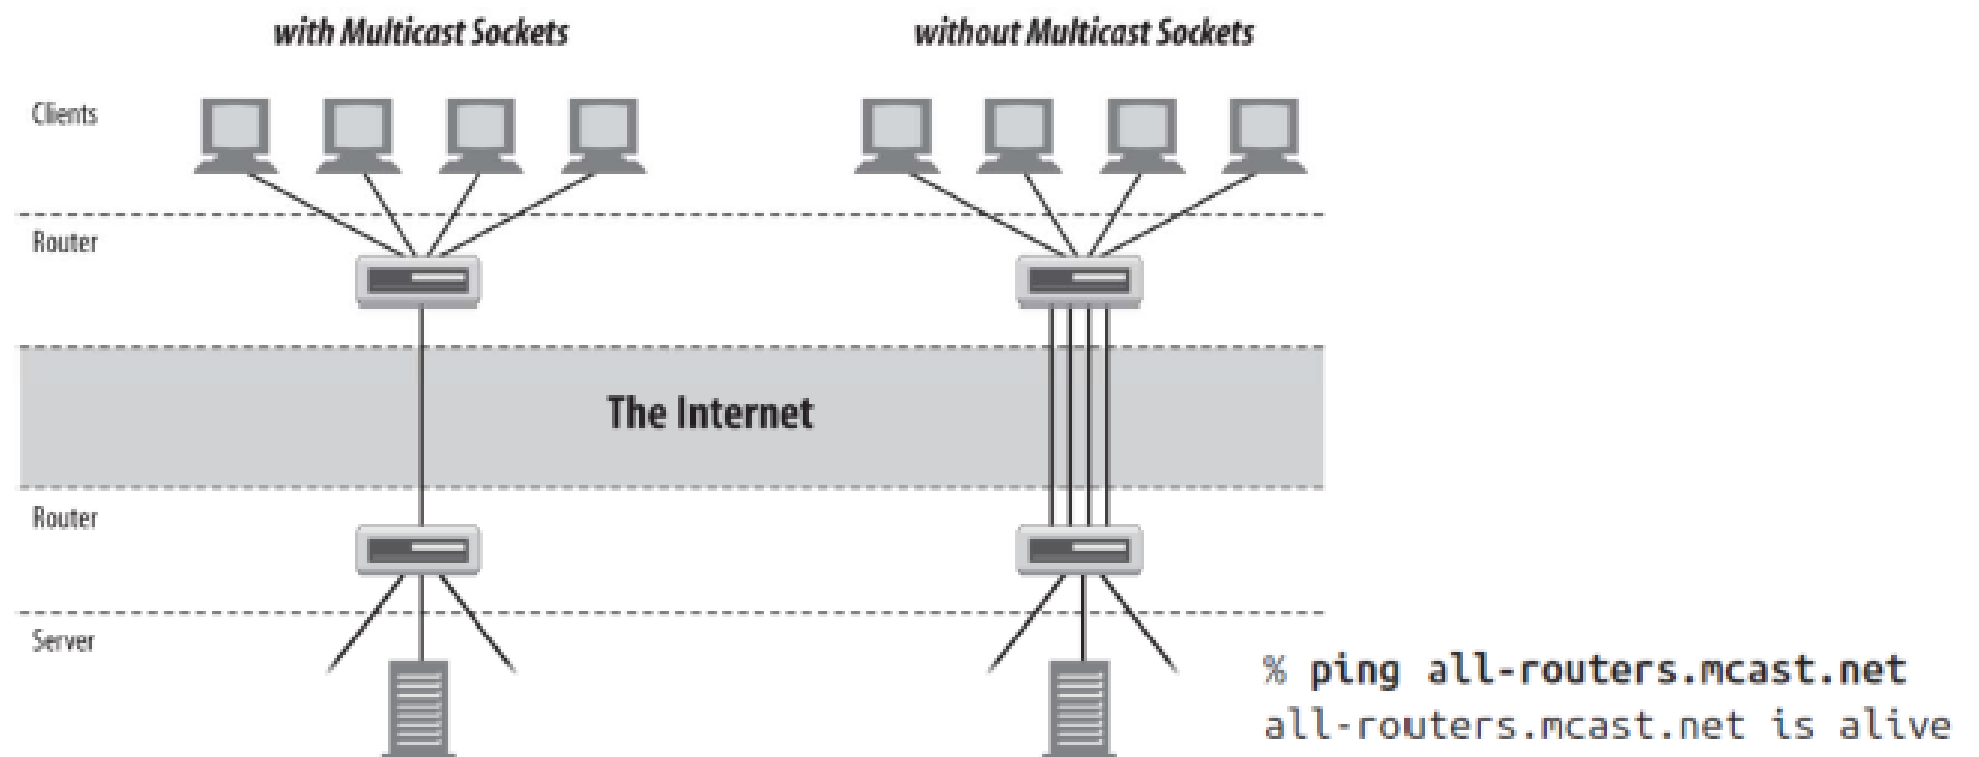 with Multicast Sockets
without Multicast Sockets
Clients
Router
The Internet
Router
Server
% ping all-routers.mcast.net
all-routers.mcast.net is alive